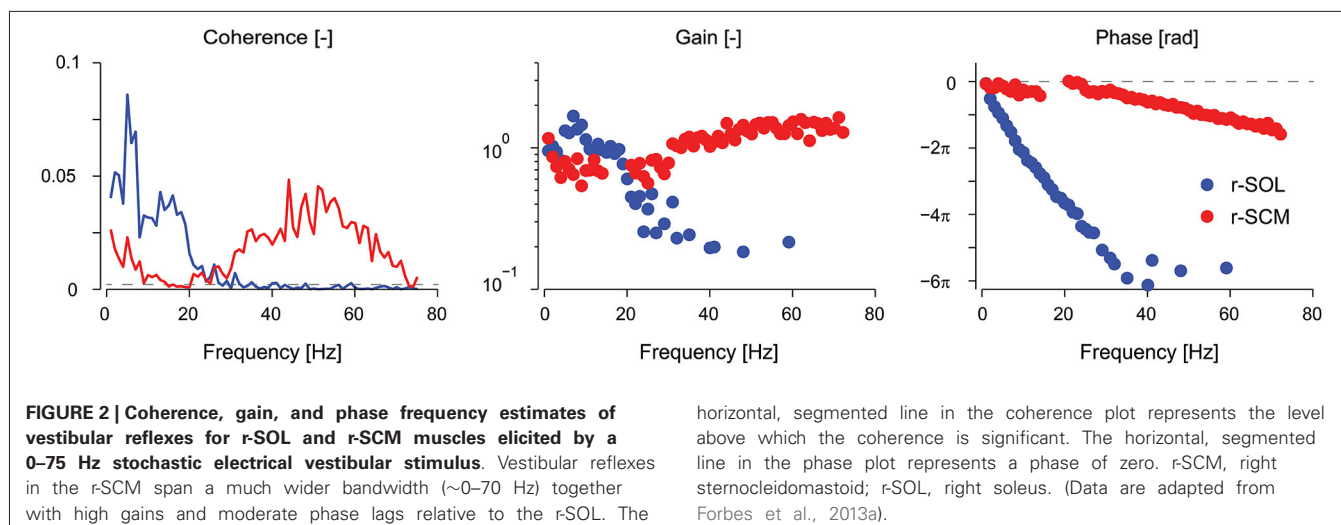 Coherence [-]
0.1
0.05
0
0
20
40
60
80
Frequency [Hz]
Gain [-]
10⁰
10⁻¹
0
20
40
60
80
Frequency [Hz]
Phase [rad]
0
−2π
−4π
−6π
0
20
40
60
80
Frequency [Hz]
r-SOL
r-SCM
FIGURE 2 | Coherence, gain, and phase frequency estimates of
vestibular reflexes for r-SOL and r-SCM muscles elicited by a
0–75 Hz stochastic electrical vestibular stimulus. Vestibular reflexes
in the r-SCM span a much wider bandwidth (∼0–70 Hz) together
with high gains and moderate phase lags relative to the r-SOL. The
horizontal, segmented line in the coherence plot represents the level
above which the coherence is significant. The horizontal, segmented
line in the phase plot represents a phase of zero. r-SCM, right
sternocleidomastoid; r-SOL, right soleus. (Data are adapted from
Forbes et al., 2013a).